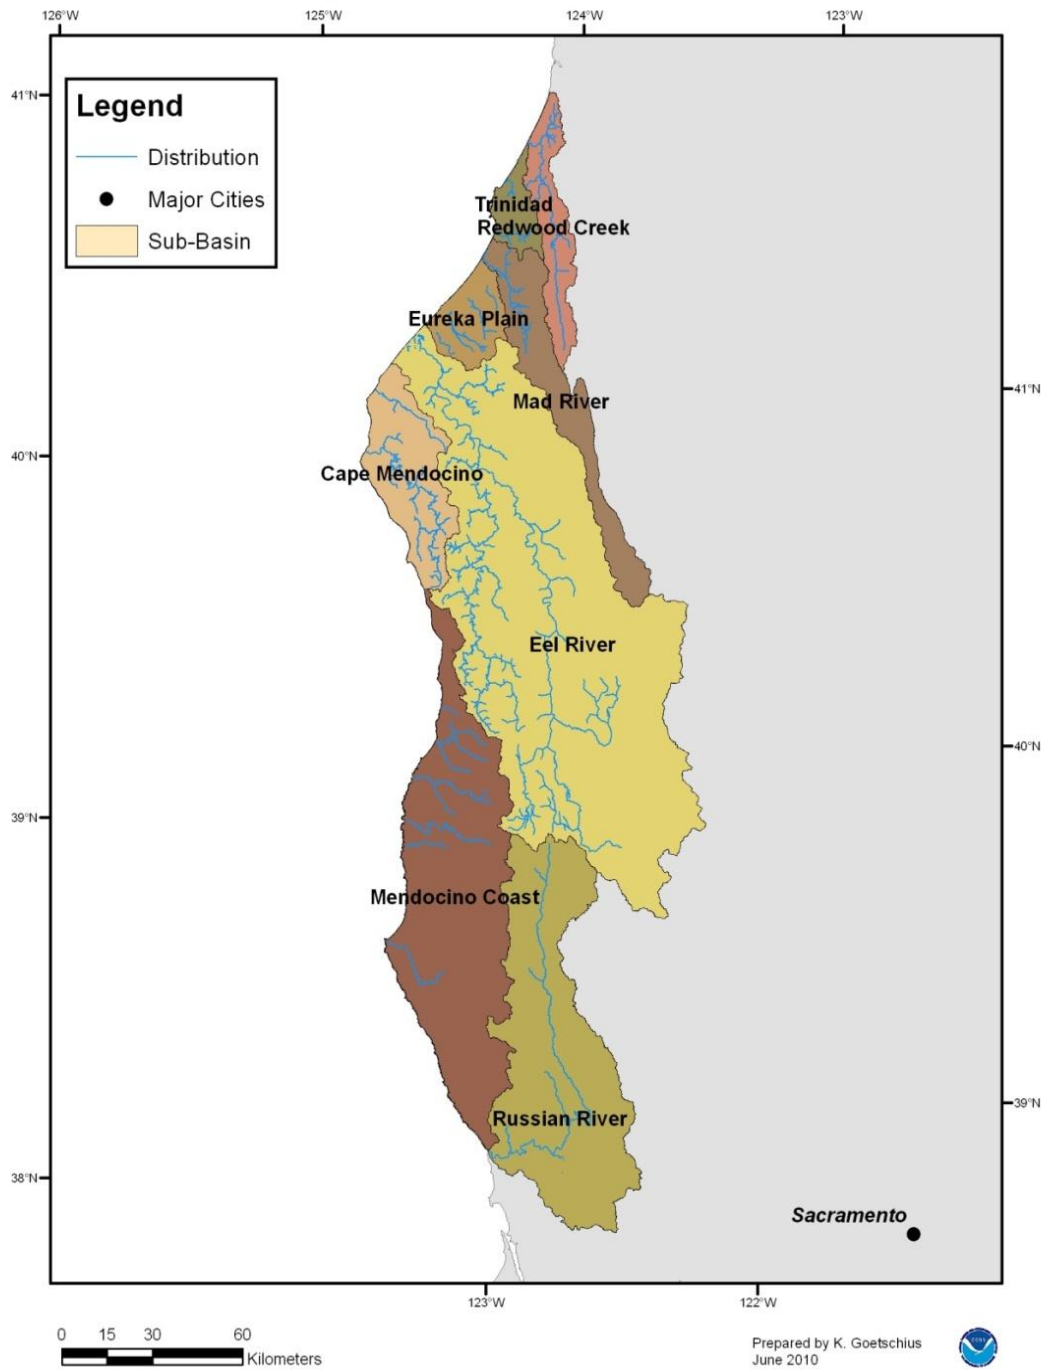 126°W 125°W 124°W 123°W
41°N
Legend
Distribution
Major Cities
Sub-Basin
Trinidad
Redwood Creek
Eureka Plain
41°N
Mad River
40°N
Cape Mendocino
Eel River
40°N
39°N
Mendocino Coast
39°N
Russian River
38°N
Sacramento
123°W 122°W
0 15 30 60
Kilometers
Prepared by K. Goetschius
June 2010